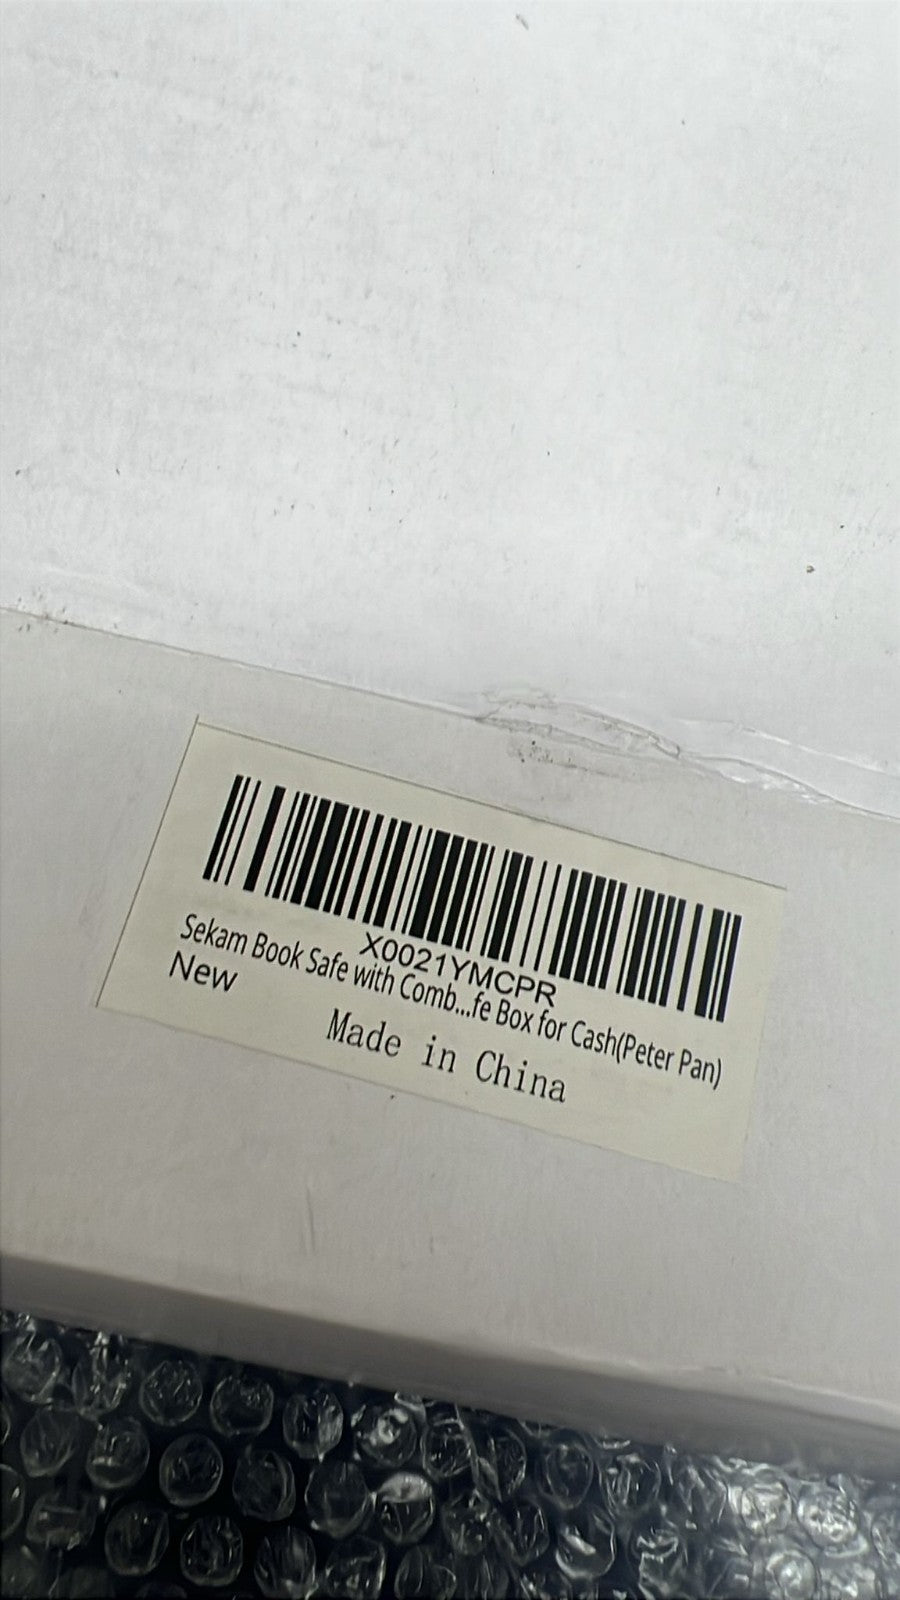 X0021YMCPR
Sekam Book Safe with Comb...fe Box for Cash(Peter Pan)
New
Made in China